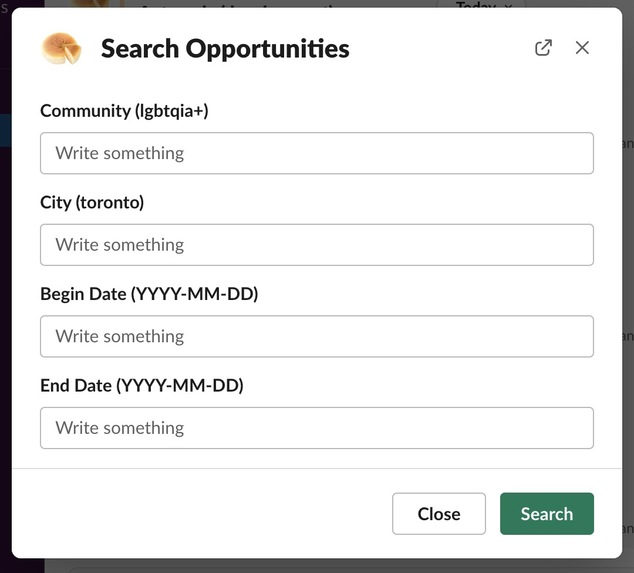 Today
Search Opportunities
Community (lgbtqia+)
Write something
City (toronto)
Write something
Begin Date (YYYY-MM-DD)
Write something
End Date (YYYY-MM-DD)
Write something
Close
Search